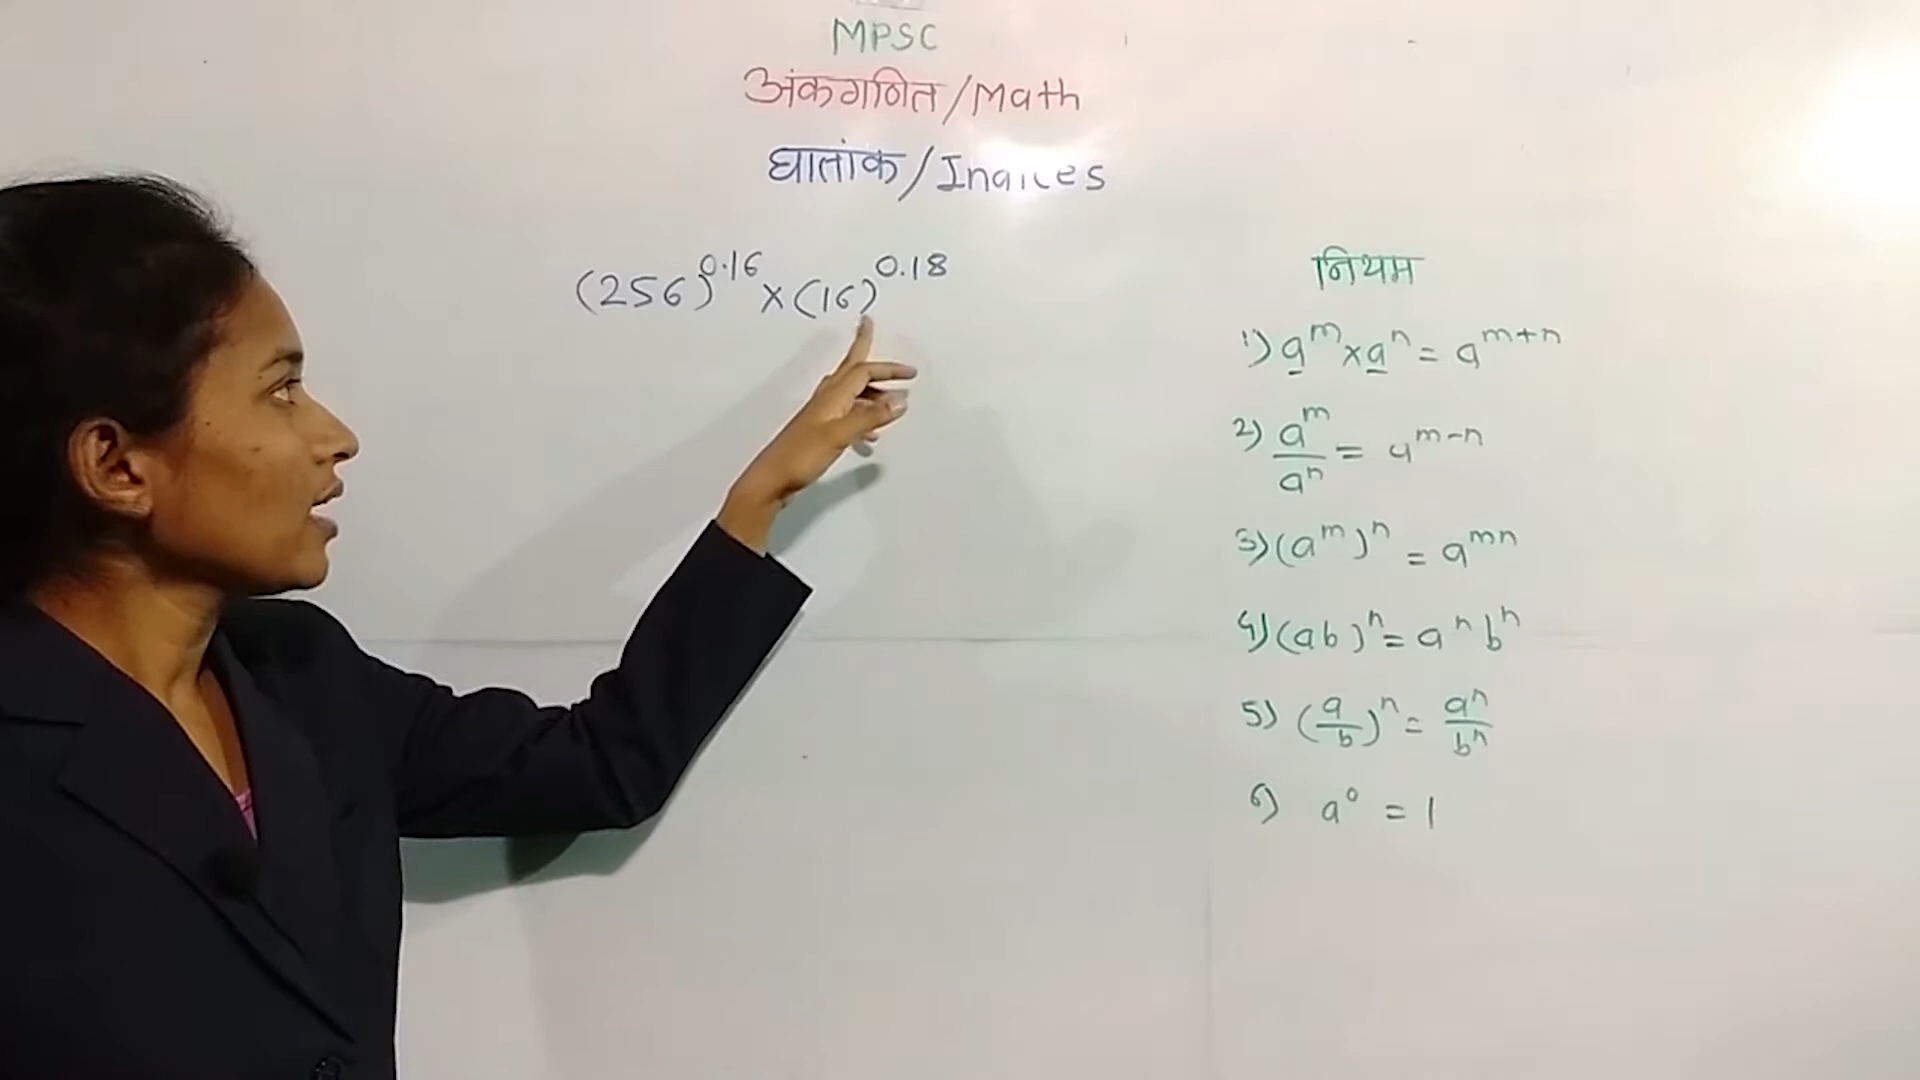 MPSC
अंकगणित/Math
घातांक/Indices
(256)^0.16 × (16)^0.18
नियम
1) a^m × a^n = a^m+n
2) a^m/a^n = a^m-n
3) (a^m)^n = a^mn
4) (ab)^n = a^n b^n
5) (a/b)^n = a^n/b^n
6) a^0 = 1